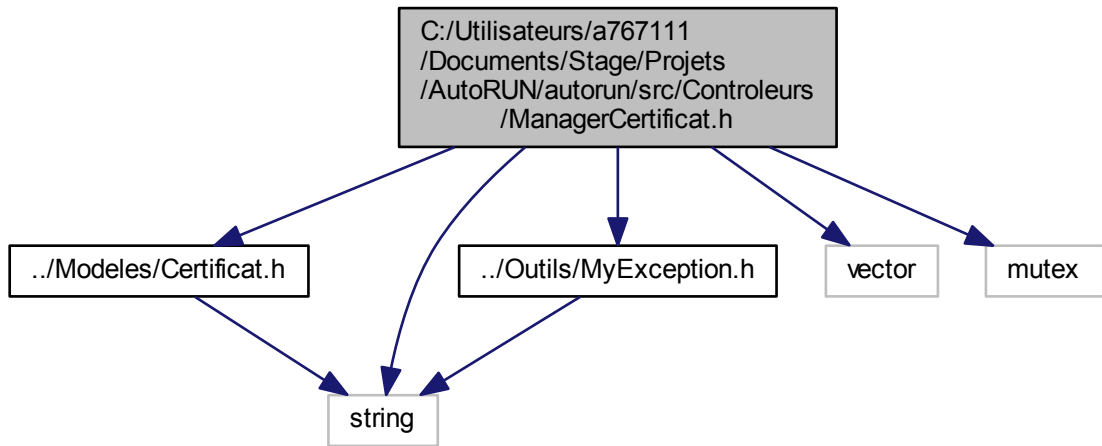 C:/Utilisateurs/a767111
/Documents/Stage/Projets
/AutoRUN/autorun/src/Controleurs
/ManagerCertificat.h
../Modeles/Certificat.h
../Outils/MyException.h
vector
mutex
string